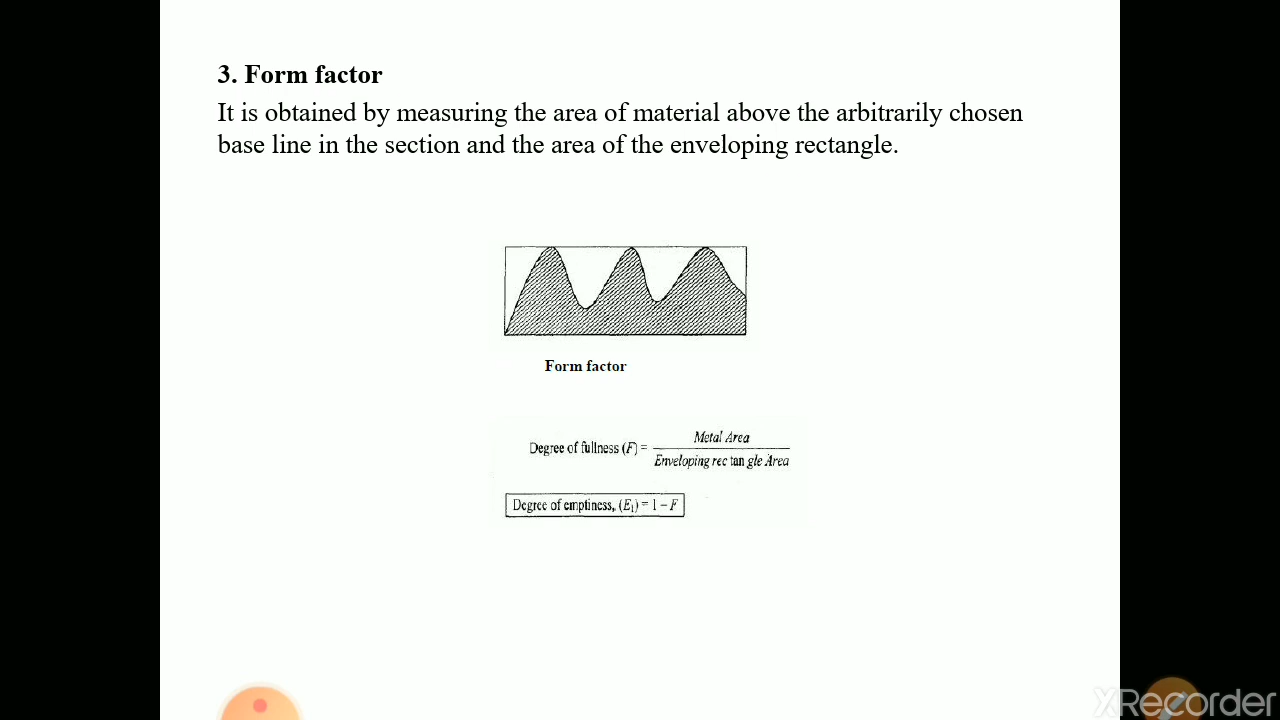 3. Form factor
It is obtained by measuring the area of material above the arbitrarily chosen
base line in the section and the area of the enveloping rectangle.
Form factor
Degree of fullness (F) = Metal Area / Enveloping rec tan gle Area
Degree of emptiness, (E₁) = 1 – F
XRecorder